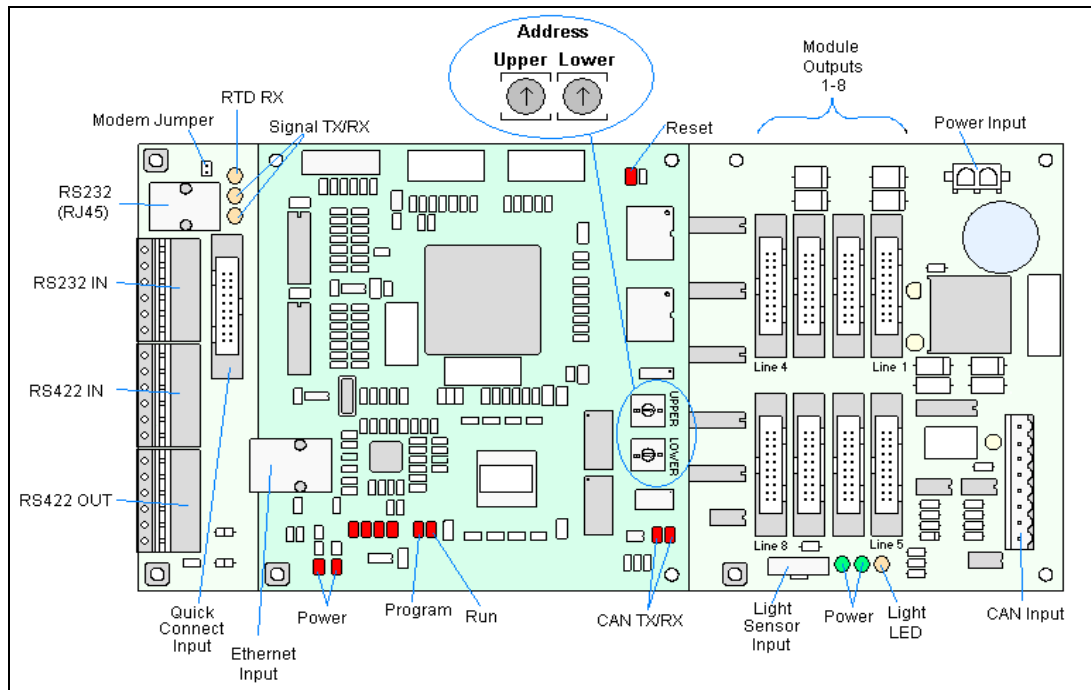 Address
Upper Lower
Module
Outputs
1-8
RTD RX
Modem Jumper
Signal TX/RX
Reset
Power Input
RS232
(RJ45)
RS232 IN
Line 4
Line 1
RS422 IN
UPPER
LOWER
RS422 OUT
Line 8
Line 5
Quick
Connect
Input
Ethernet
Input
Power
Program
Run
CAN TX/RX
Light
Sensor
Input
Power
Light
LED
CAN Input